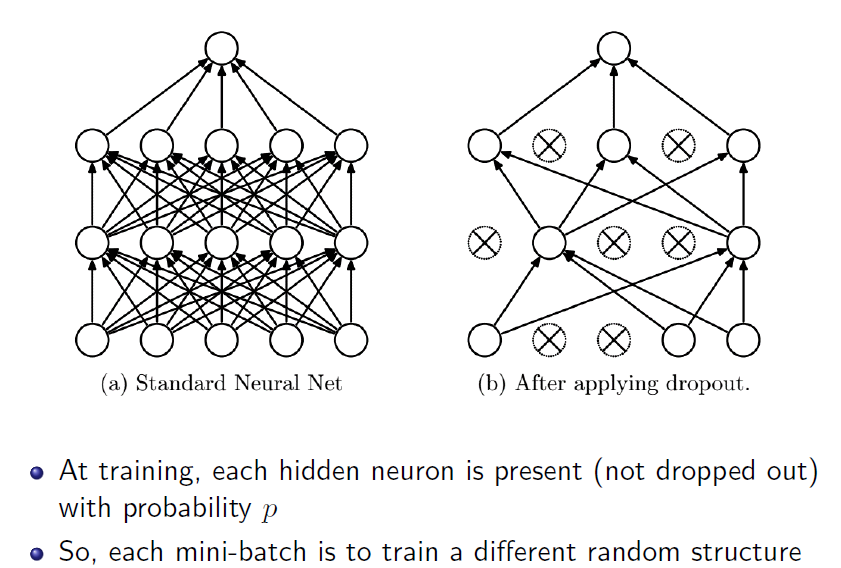 (a) Standard Neural Net
(b) After applying dropout.
At training, each hidden neuron is present (not dropped out)
with probability p
So, each mini-batch is to train a different random structure